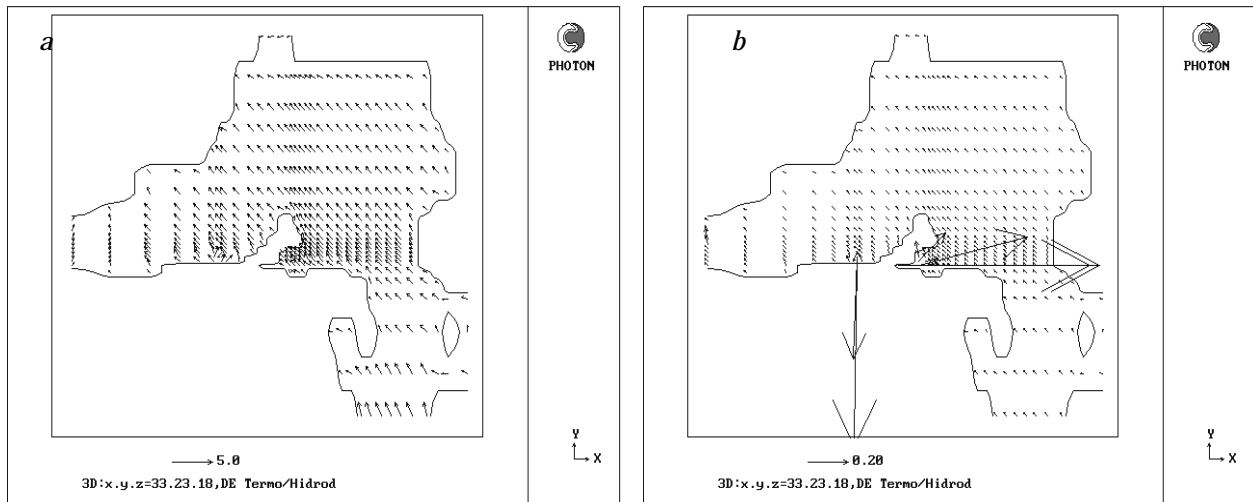 a
PHOTON
Y
X
5.0
3D:x.y.z=33.23.18,DE Termo/Hidrod
b
PHOTON
Y
X
0.20
3D:x.y.z=33.23.18,DE Termo/Hidrod